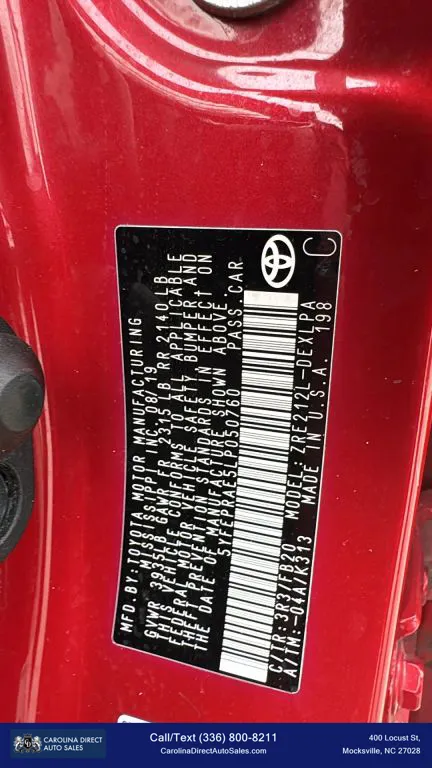 MFD.BY:TOYOTA MOTOR MANUFACTURING
MISSISSIPPI INC. 08/19
GVWR 3935LB GAWR FR 2315 LB RR 2140LB
THIS VEHICLE CONFORMS TO ALL APPLICABLE
FEDERAL MOTOR VEHICLE SAFETY BUMPER AND
THEFT PREVENTION STANDARDS IN EFFECT ON
THE DATE OF MANUFACTURE SHOWN ABOVE.
5YFEPRAE5LP050760 PASS.CAR
C/TR:3R3/FB20 MODEL:ZRE212L-DEXLPA
A/TM:-04A/K313 MADE IN U.S.A. 198
C
CAROLINA DIRECT
AUTO SALES
Call/Text (336) 800-8211
CarolinaDirectAutoSales.com
400 Locust St,
Mocksville, NC 27028